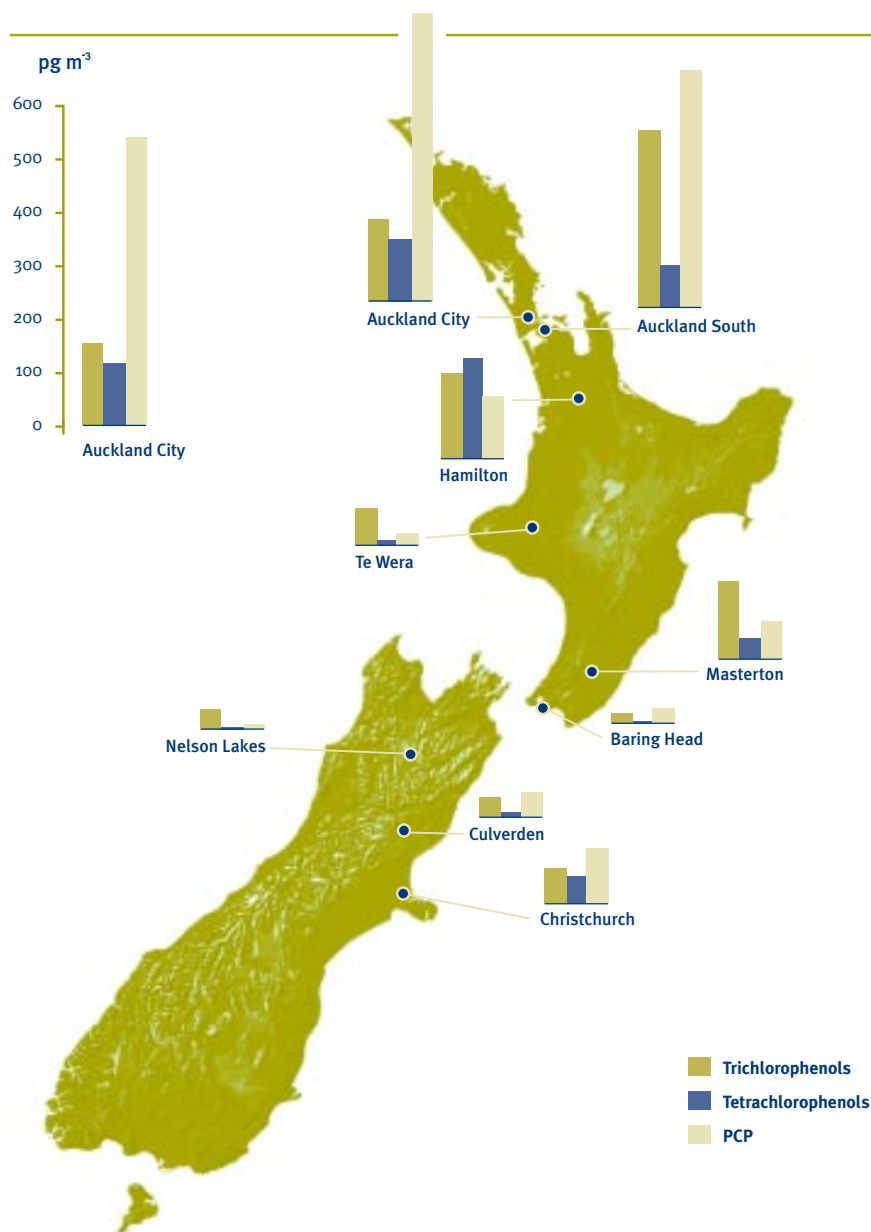 pg m⁻³
600
500
400
300
200
100
0
Auckland City
Auckland City
Auckland South
Hamilton
Te Wera
Masterton
Baring Head
Nelson Lakes
Culverden
Christchurch
Trichlorophenols
Tetrachlorophenols
PCP